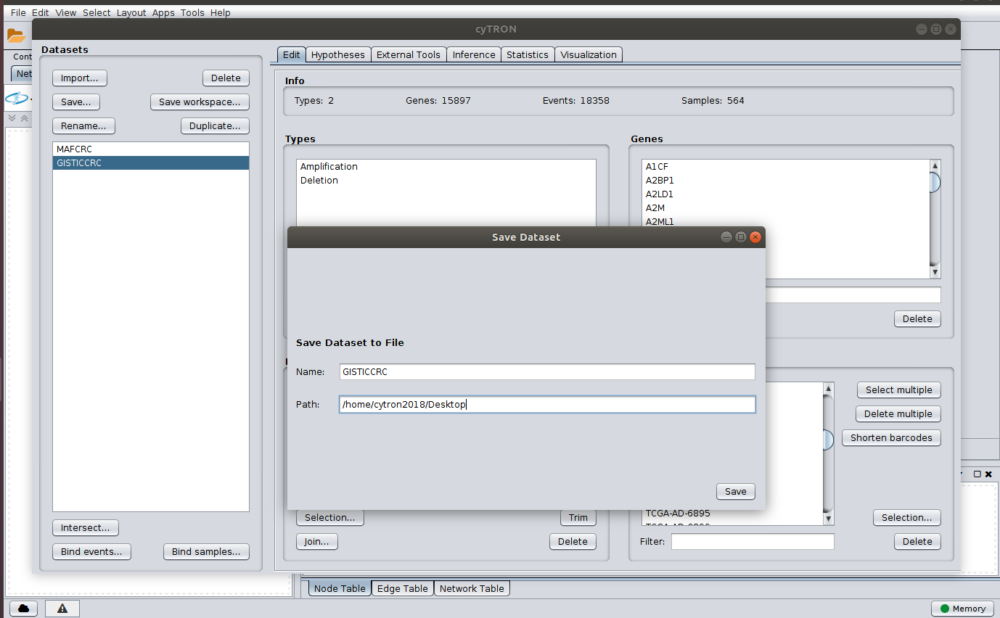 File Edit View Select Layout Apps Tools Help
cyTRON
Cont
Net
Datasets
Import... Delete
Save... Save workspace...
Rename... Duplicate...
MAFCRC
GISTICCRC
Intersect...
Bind events... Bind samples...
Edit Hypotheses External Tools Inference Statistics Visualization
Info
Types: 2 Genes: 15897 Events: 18358 Samples: 564
Types
Amplification
Deletion
Genes
A1CF
A2BP1
A2LD1
A2M
A2ML1
Delete
Save Dataset
Save Dataset to File
Name: GISTICCRC
Path: /home/cytron2018/Desktop
Save
Selection... Trim
Join... Delete
Select multiple
Delete multiple
Shorten barcodes
TCGA-AD-6895
Selection...
Filter: Delete
Node Table Edge Table Network Table
Memory